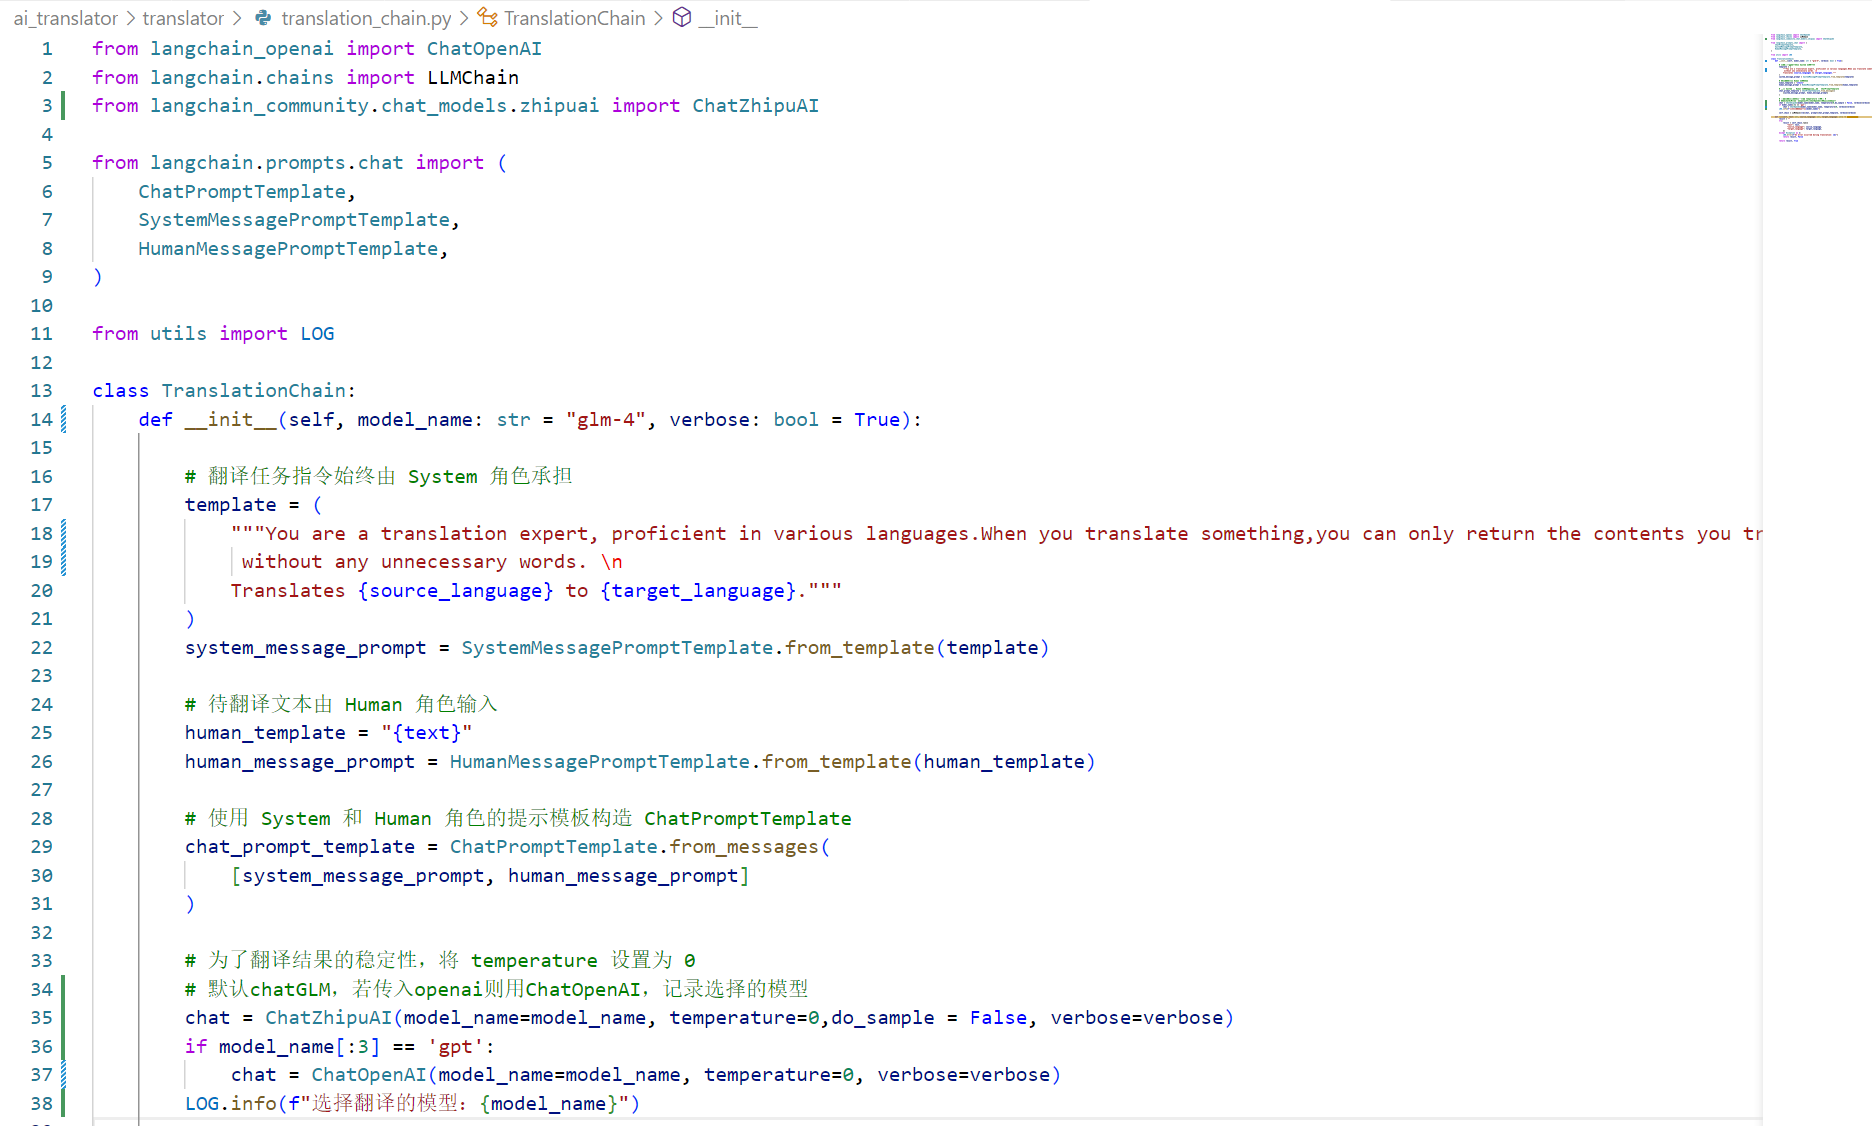 ai_translator > translator > translation_chain.py > TranslationChain > __init__
1 from langchain_openai import ChatOpenAI
2 from langchain.chains import LLMChain
3 from langchain_community.chat_models.zhipuai import ChatZhipuAI
4
5 from langchain.prompts.chat import (
6     ChatPromptTemplate,
7     SystemMessagePromptTemplate,
8     HumanMessagePromptTemplate,
9 )
10
11 from utils import LOG
12
13 class TranslationChain:
14     def __init__(self, model_name: str = "glm-4", verbose: bool = True):
15
16         # 翻译任务指令始终由 System 角色承担
17         template = (
18             """You are a translation expert, proficient in various languages.When you translate something,you can only return the contents you tr
19              without any unnecessary words. \n
20             Translates {source_language} to {target_language}."""
21         )
22         system_message_prompt = SystemMessagePromptTemplate.from_template(template)
23
24         # 待翻译文本由 Human 角色输入
25         human_template = "{text}"
26         human_message_prompt = HumanMessagePromptTemplate.from_template(human_template)
27
28         # 使用 System 和 Human 角色的提示模板构造 ChatPromptTemplate
29         chat_prompt_template = ChatPromptTemplate.from_messages(
30             [system_message_prompt, human_message_prompt]
31         )
32
33         # 为了翻译结果的稳定性，将 temperature 设置为 0
34         # 默认chatGLM，若传入openai则用ChatOpenAI，记录选择的模型
35         chat = ChatZhipuAI(model_name=model_name, temperature=0,do_sample = False, verbose=verbose)
36         if model_name[:3] == 'gpt':
37             chat = ChatOpenAI(model_name=model_name, temperature=0, verbose=verbose)
38         LOG.info(f"选择翻译的模型：{model_name}")